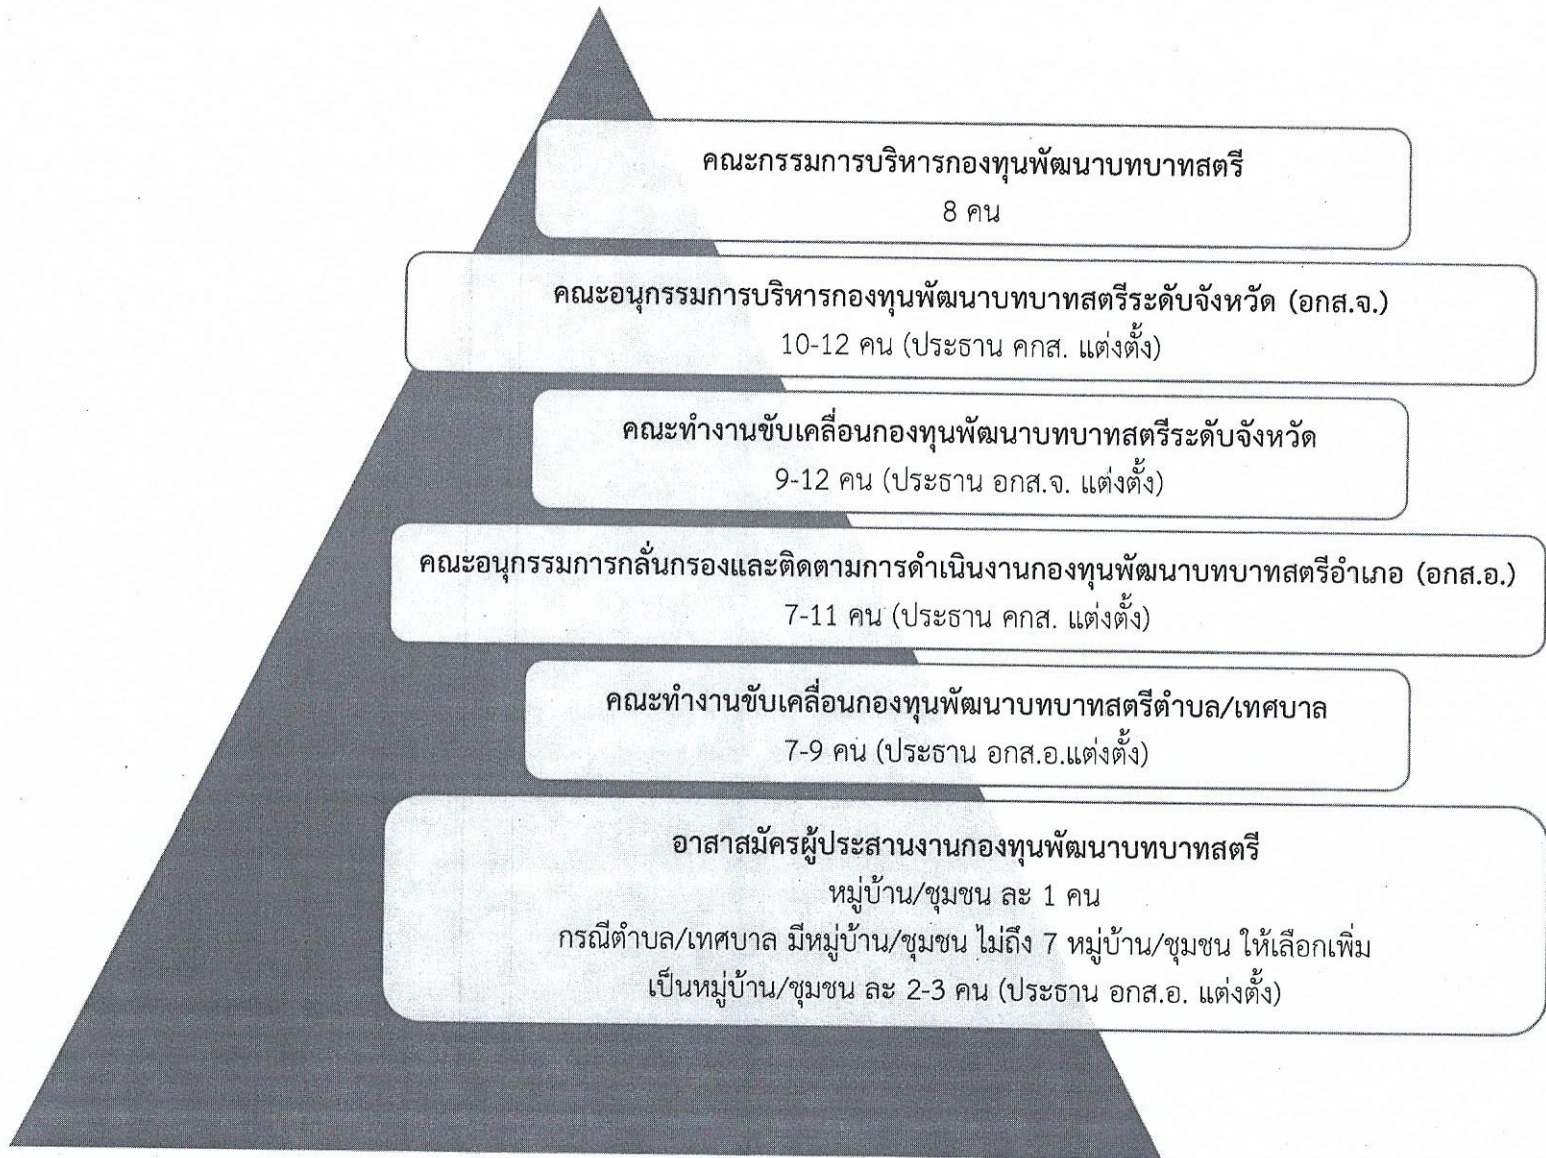 คณะกรรมการบริหารกองทุนพัฒนาบทบาทสตรี
8 คน
คณะอนุกรรมการบริหารกองทุนพัฒนาบทบาทสตรีระดับจังหวัด (อกส.จ.)
10-12 คน (ประธาน คกส. แต่งตั้ง)
คณะทำงานขับเคลื่อนกองทุนพัฒนาบทบาทสตรีระดับจังหวัด
9-12 คน (ประธาน อกส.จ. แต่งตั้ง)
คณะอนุกรรมการกลั่นกรองและติดตามการดำเนินงานกองทุนพัฒนาบทบาทสตรีอำเภอ (อกส.อ.)
7-11 คน (ประธาน คกส. แต่งตั้ง)
คณะทำงานขับเคลื่อนกองทุนพัฒนาบทบาทสตรีตำบล/เทศบาล
7-9 คน (ประธาน อกส.อ.แต่งตั้ง)
อาสาสมัครผู้ประสานงานกองทุนพัฒนาบทบาทสตรี
หมู่บ้าน/ชุมชน ละ 1 คน
กรณีตำบล/เทศบาล มีหมู่บ้าน/ชุมชน ไม่ถึง 7 หมู่บ้าน/ชุมชน ให้เลือกเพิ่ม
เป็นหมู่บ้าน/ชุมชน ละ 2-3 คน (ประธาน อกส.อ. แต่งตั้ง)